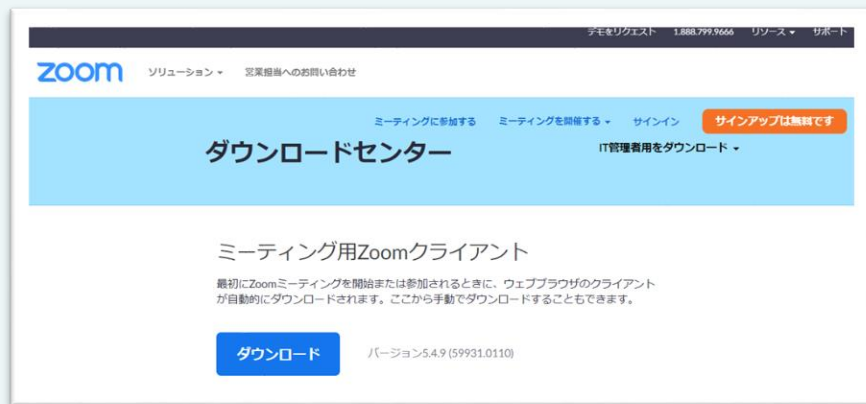 デモをリクエスト 1.888.799.9666 リソース サポート
zoom ソリューション 営業担当へのお問い合わせ
ミーティングに参加する ミーティングを開催する サインイン サインアップは無料です
ダウンロードセンター IT管理者用をダウンロード
ミーティング用Zoomクライアント
最初にZoomミーティングを開始または参加されるときに、ウェブブラウザのクライアント
が自動的にダウンロードされます。ここから手動でダウンロードすることもできます。
ダウンロード バージョン5.4.9 (59931.0110)